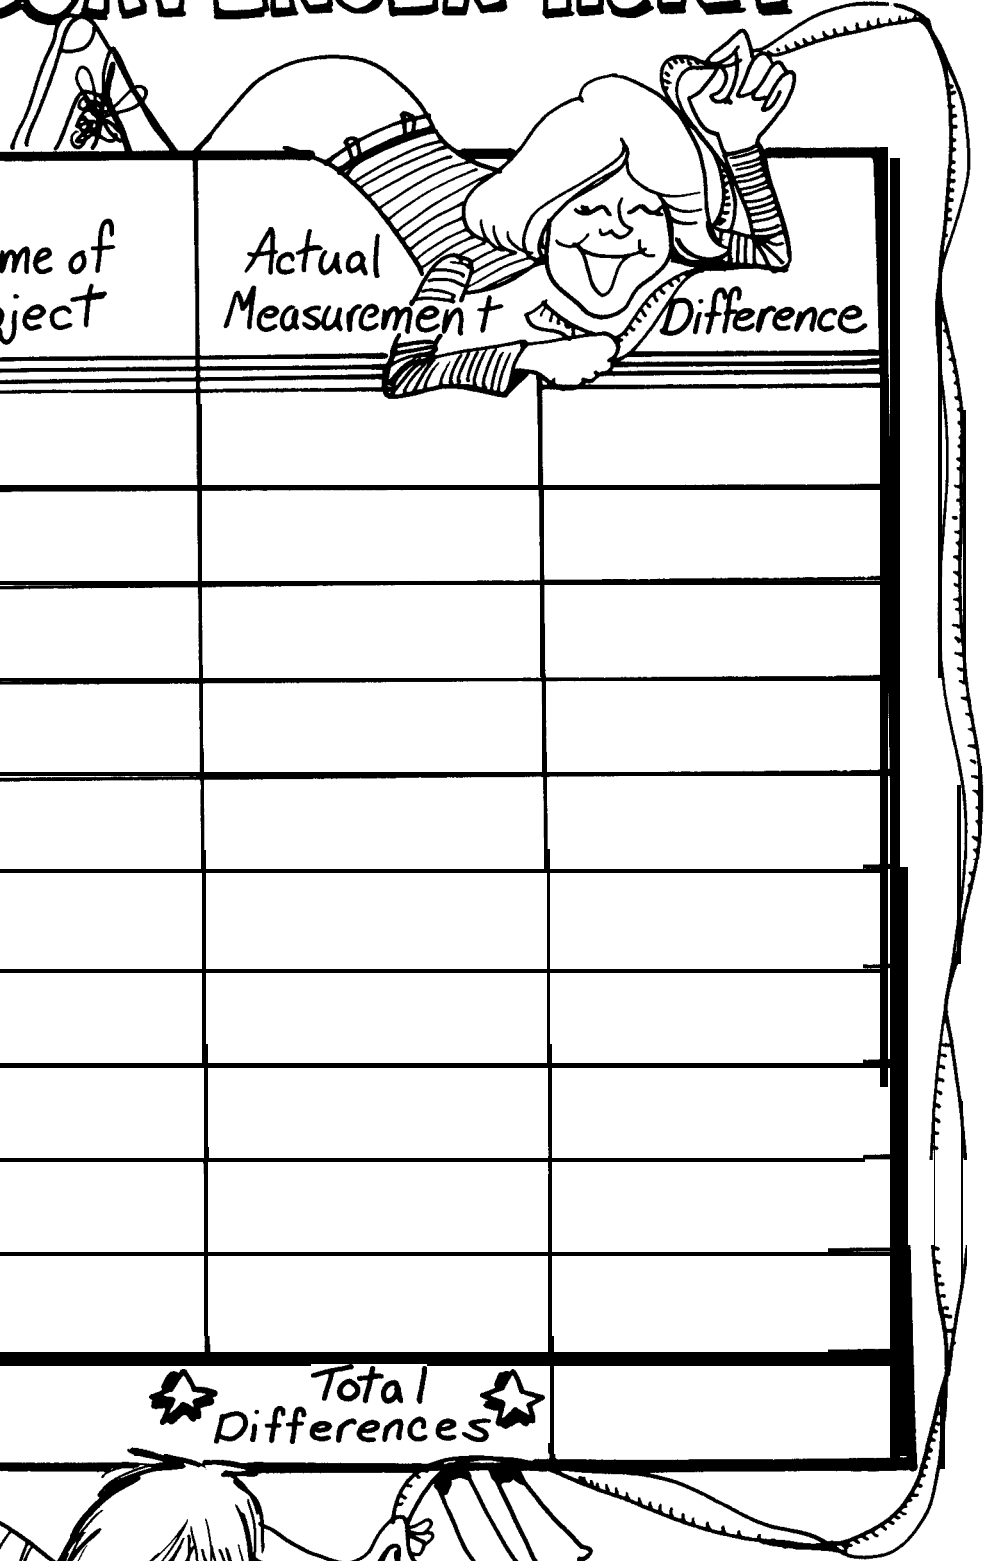 me of
ject
Actual
Measurement
Difference
Total
Differences